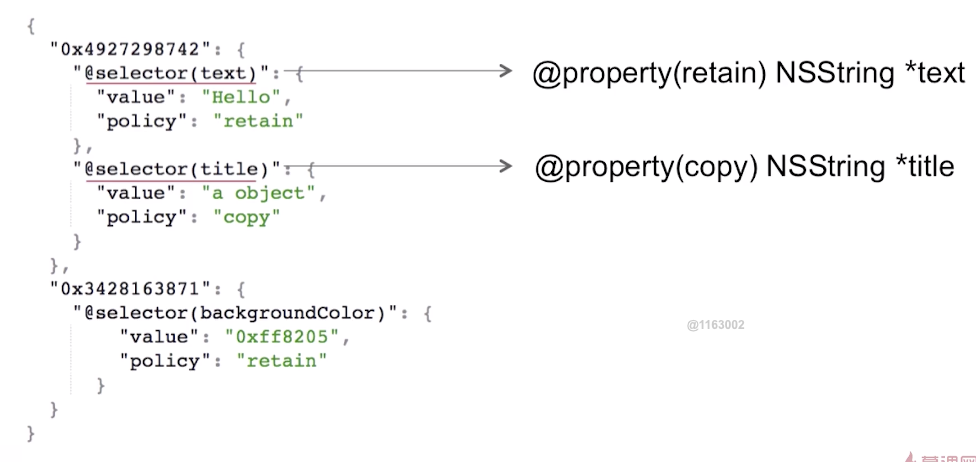 {
"0x4927298742": {
"@selector(text)": { @property(retain) NSString *text
"value": "Hello",
"policy": "retain"
},
"@selector(title)": { @property(copy) NSString *title
"value": "a object",
"policy": "copy"
}
},
"0x3428163871": {
"@selector(backgroundColor)": {
"value": "0xff8205",
"policy": "retain"
}
}
}
@1163002